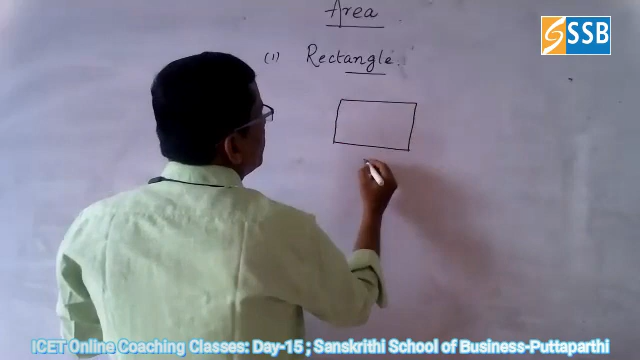 Area
SSB
(1) Rectangle.
ICET Online Coaching Classes: Day-15 ; Sanskrithi School of Business-Puttaparthi